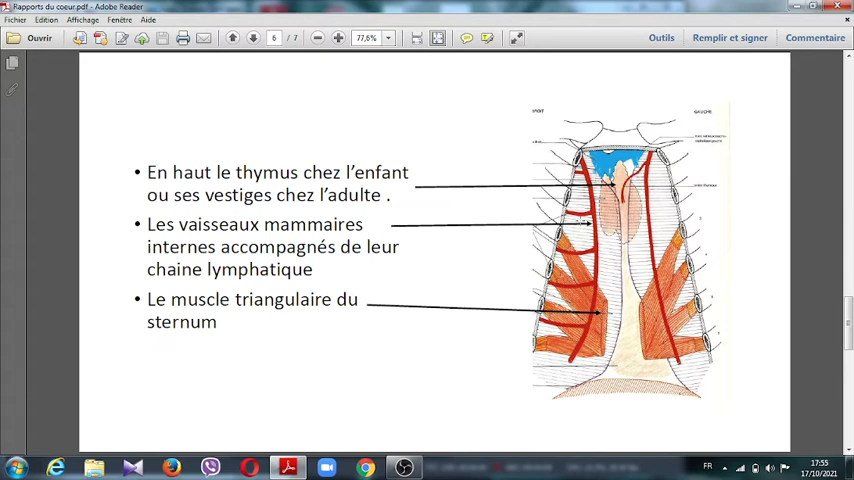 Rapports du coeur.pdf - Adobe Reader
Fichier Edition Affichage Fenêtre Aide
Ouvrir 6 / 7 77,6% Outils Remplir et signer Commentaire
GAUCHE
• En haut le thymus chez l'enfant
ou ses vestiges chez l'adulte .
• Les vaisseaux mammaires
internes accompagnés de leur
chaine lymphatique
• Le muscle triangulaire du
sternum
FR 17:55
17/10/2021